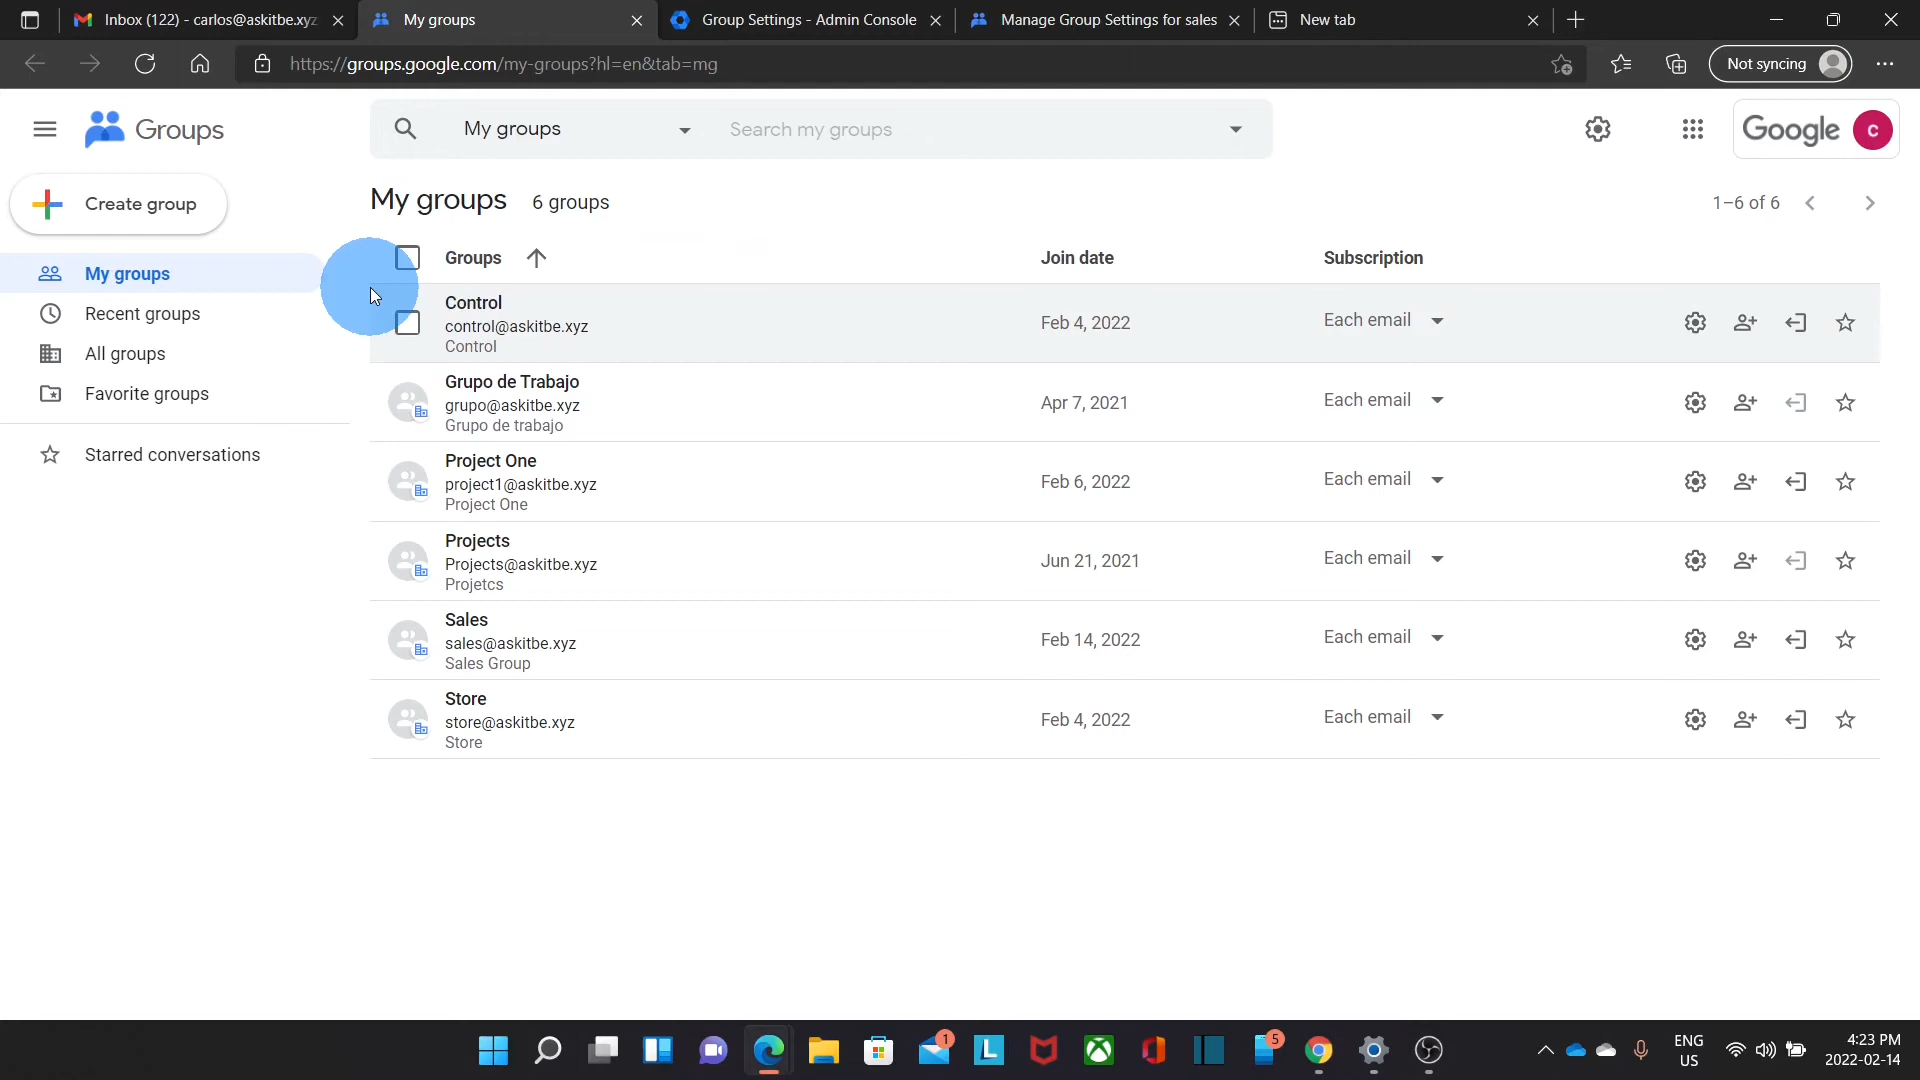 Inbox (122) - carlos@askitbe.xyz
My groups
Group Settings - Admin Console
Manage Group Settings for sales
New tab
https://groups.google.com/my-groups?hl=en&tab=mg
Not syncing
Groups
My groups
Search my groups
Google
c
Create group
My groups
Recent groups
All groups
Favorite groups
Starred conversations
My groups 6 groups
1–6 of 6
Groups Join date Subscription
Control
control@askitbe.xyz
Control
Feb 4, 2022
Each email
Grupo de Trabajo
grupo@askitbe.xyz
Grupo de trabajo
Apr 7, 2021
Each email
Project One
project1@askitbe.xyz
Project One
Feb 6, 2022
Each email
Projects
Projects@askitbe.xyz
Projetcs
Jun 21, 2021
Each email
Sales
sales@askitbe.xyz
Sales Group
Feb 14, 2022
Each email
Store
store@askitbe.xyz
Store
Feb 4, 2022
Each email
1
L
5
ENG
US
4:23 PM
2022-02-14